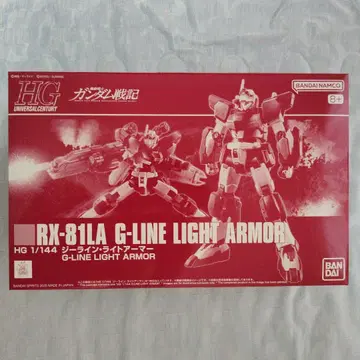 HG
UNIVERSAL CENTURY
ガンダム戦記
BANDAI NAMCO
8+
RX-81LA G-LINE LIGHT ARMOR
HG 1/144 ジーライン・ライトアーマー
G-LINE LIGHT ARMOR
BANDAI